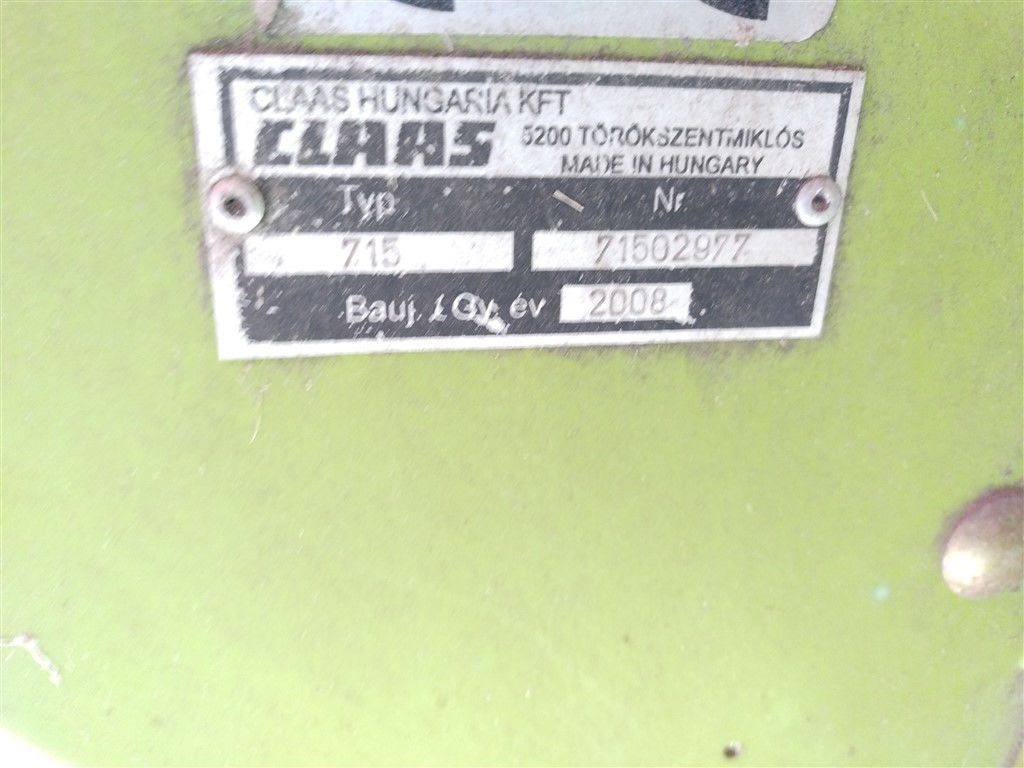 CLAAS HUNGARIA KFT
CLAAS 5200 TÖRÖKSZENTMIKLÓS
MADE IN HUNGARY
Typ Nr
715 71502977
Bauj. / Gy. év 2008